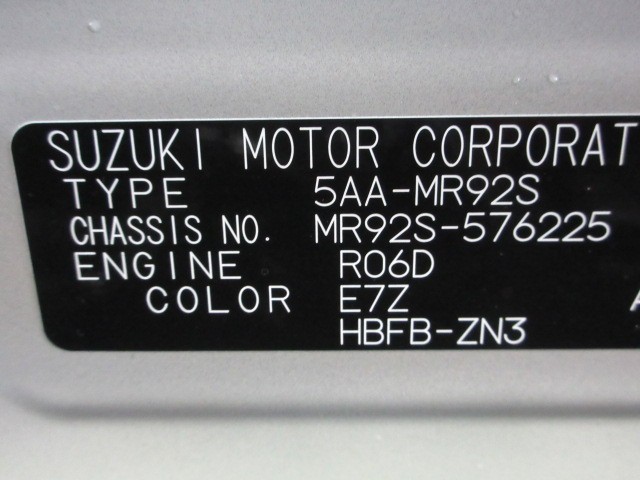 SUZUKI MOTOR CORPORAT
TYPE 5AA-MR92S
CHASSIS NO. MR92S-576225
ENGINE R06D
COLOR E7Z
HBFB-ZN3